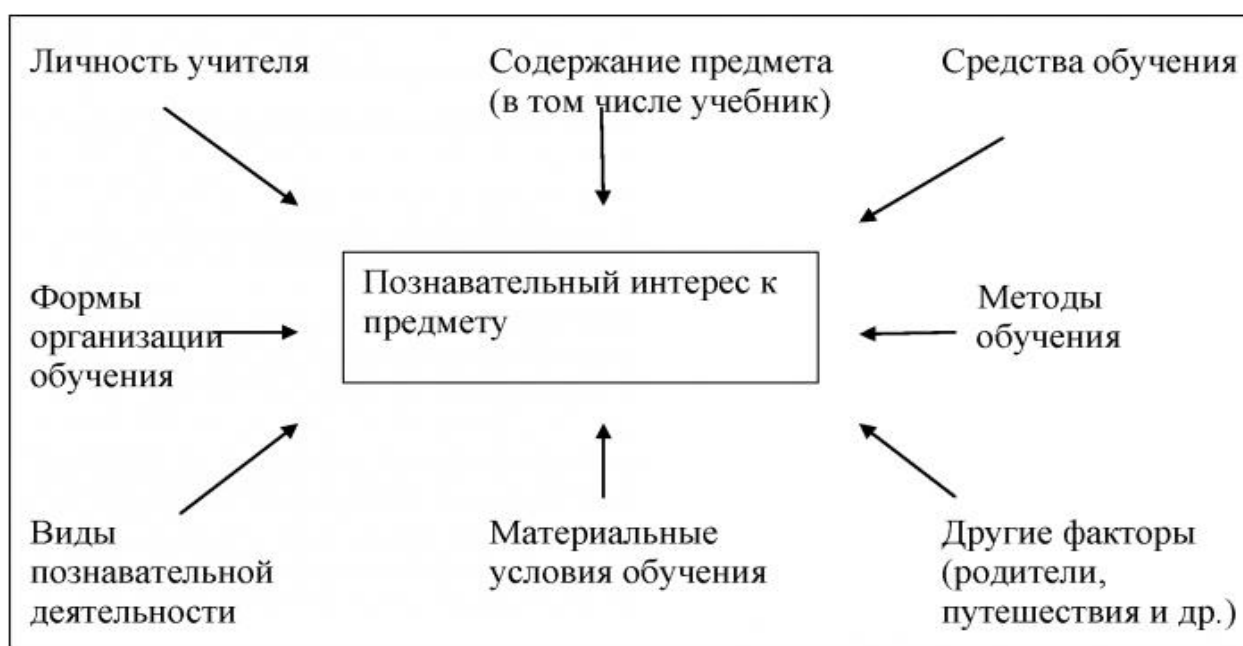 Личность учителя
Содержание предмета
(в том числе учебник)
Средства обучения
Формы
организации
обучения
Познавательный интерес к
предмету
Методы
обучения
Виды
познавательной
деятельности
Материальные
условия обучения
Другие факторы
(родители,
путешествия и др.)